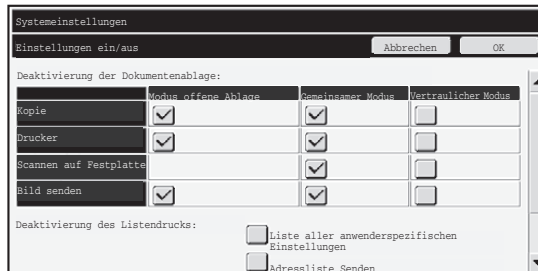 Systemeinstellungen
Einstellungen ein/aus
Abbrechen
OK
Deaktivierung der Dokumentenablage:
Modus offene Ablage
Gemeinsamer Modus
Vertraulicher Modus
Kopie
Drucker
Scannen auf Festplatte
Bild senden
Deaktivierung des Listendrucks:
Liste aller anwenderspezifischen
Einstellungen
Adressliste Senden